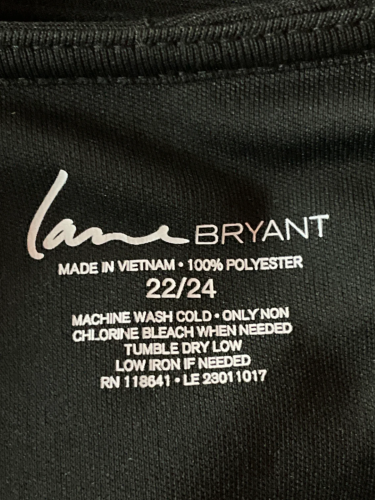 Lane BRYANT
MADE IN VIETNAM • 100% POLYESTER
22/24
MACHINE WASH COLD • ONLY NON
CHLORINE BLEACH WHEN NEEDED
TUMBLE DRY LOW
LOW IRON IF NEEDED
RN 118641 • LE 23011017